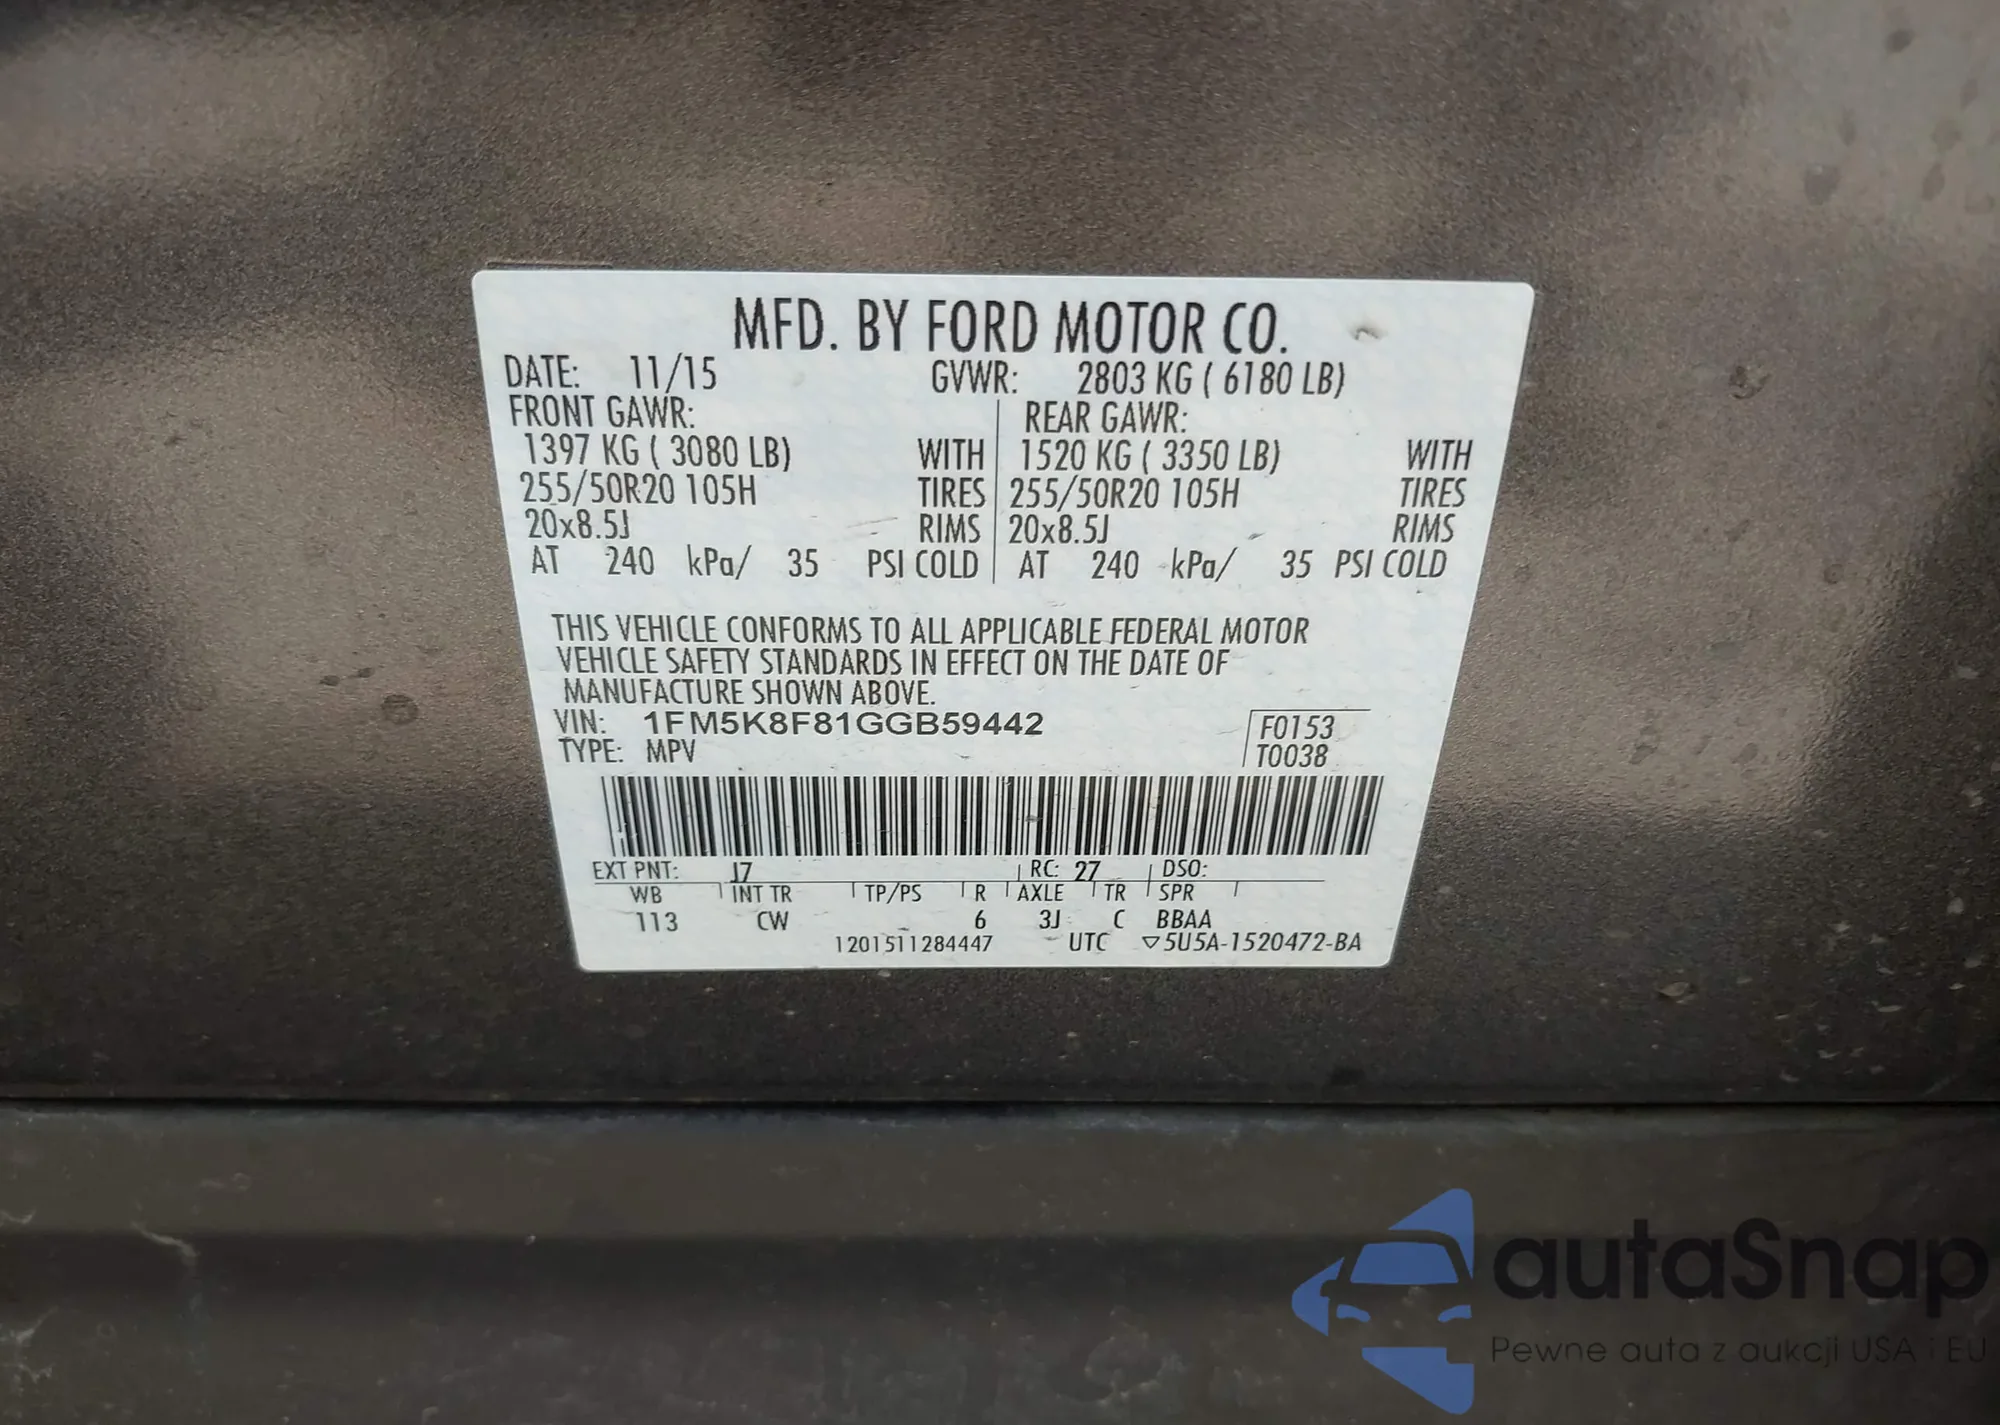 MFD. BY FORD MOTOR CO.
DATE: 11/15 GVWR: 2803 KG ( 6180 LB)
FRONT GAWR: REAR GAWR:
1397 KG ( 3080 LB) WITH 1520 KG ( 3350 LB) WITH
255/50R20 105H TIRES 255/50R20 105H TIRES
20x8.5J RIMS 20x8.5J RIMS
AT 240 kPa/ 35 PSI COLD AT 240 kPa/ 35 PSI COLD
THIS VEHICLE CONFORMS TO ALL APPLICABLE FEDERAL MOTOR
VEHICLE SAFETY STANDARDS IN EFFECT ON THE DATE OF
MANUFACTURE SHOWN ABOVE.
VIN: 1FM5K8F81GGB59442 F0153
TYPE: MPV T0038
EXT PNT: J7 RC: 27 DSO:
WB INT TR TP/PS R AXLE TR SPR
113 CW 6 3J C BBAA
1201511284447 UTC ▽5U5A-1520472-BA
autaSnap
Pewne auta z aukcji USA i EU